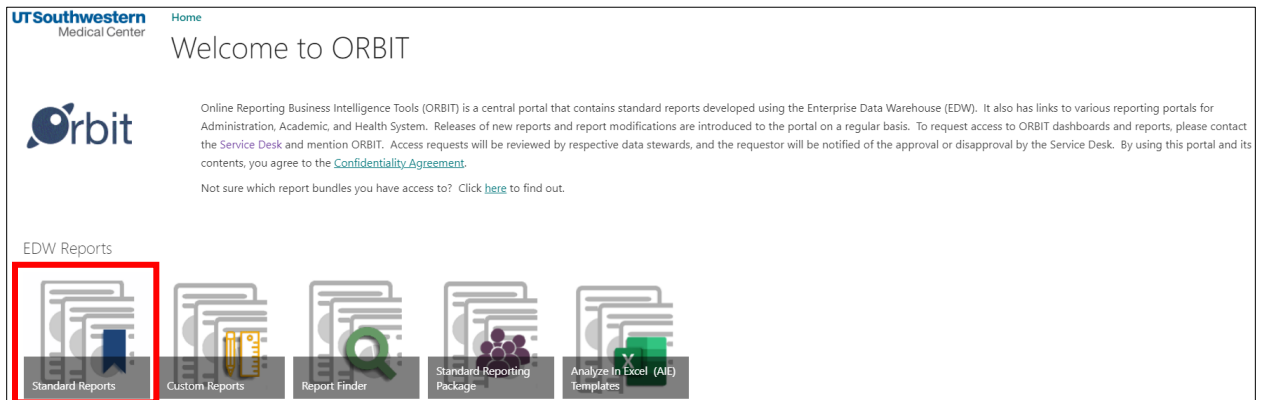 UTSouthwestern
Medical Center
Home
Welcome to ORBIT
Orbit
Online Reporting Business Intelligence Tools (ORBIT) is a central portal that contains standard reports developed using the Enterprise Data Warehouse (EDW). It also has links to various reporting portals for
Administration, Academic, and Health System. Releases of new reports and report modifications are introduced to the portal on a regular basis. To request access to ORBIT dashboards and reports, please contact
the Service Desk and mention ORBIT. Access requests will be reviewed by respective data stewards, and the requestor will be notified of the approval or disapproval by the Service Desk. By using this portal and its
contents, you agree to the Confidentiality Agreement.
Not sure which report bundles you have access to? Click here to find out.
EDW Reports
Standard Reports
Custom Reports
Report Finder
Standard Reporting
Package
X
Analyze In Excel (AIE)
Templates